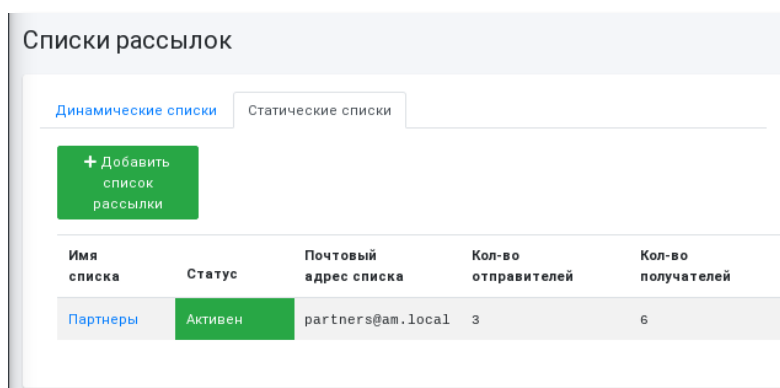 Списки рассылок
Динамические списки Статические списки
+ Добавить
список
рассылки
Имя Почтовый Кол-во Кол-во
списка Статус адрес списка отправителей получателей
Партнеры Активен partners@am.local 3 6